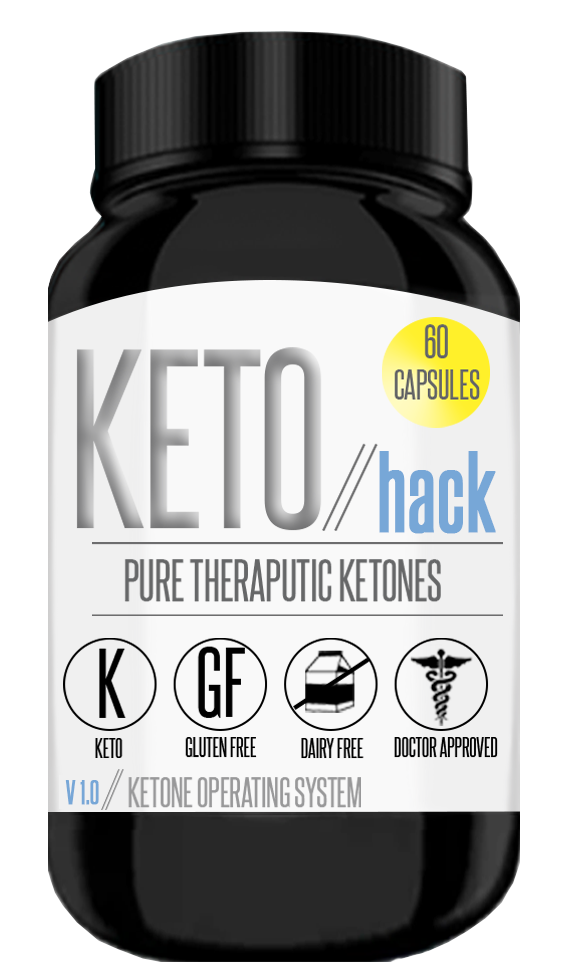 60
CAPSULES
KETO//hack
PURE THERAPUTIC KETONES
K GF
KETO GLUTEN FREE DAIRY FREE DOCTOR APPROVED
V 1.0// KETONE OPERATING SYSTEM